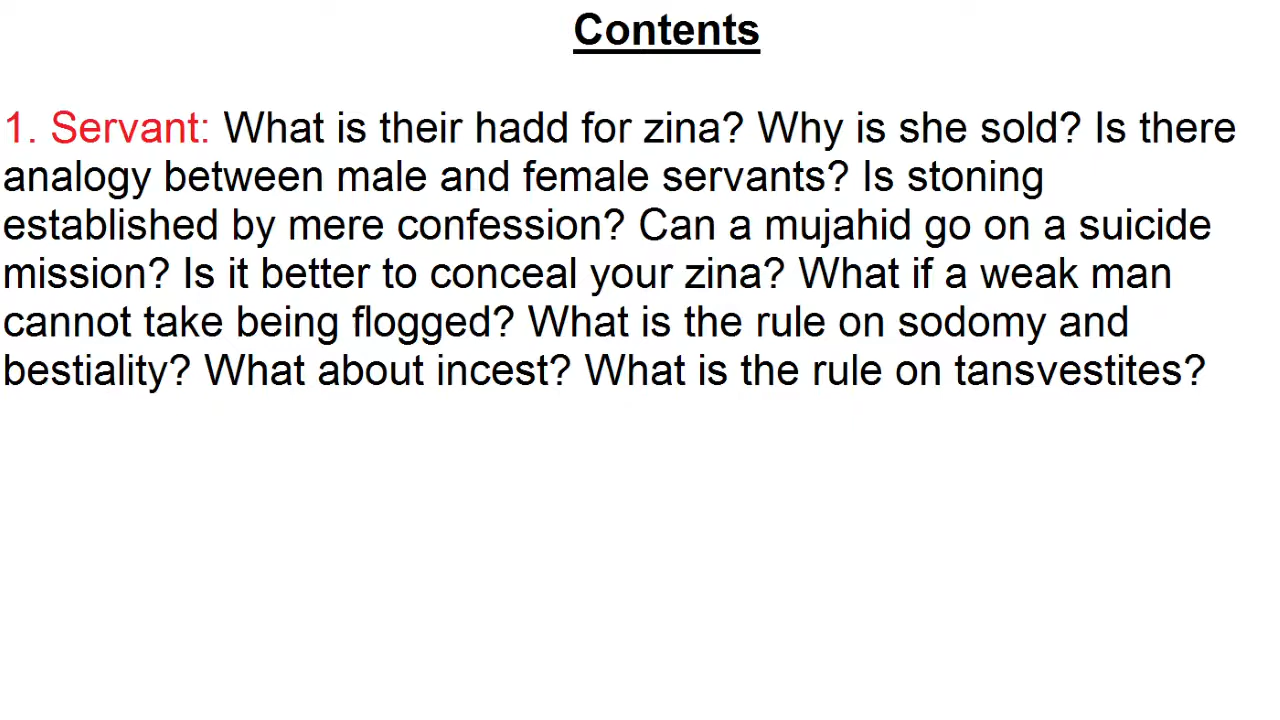 Contents
1. Servant: What is their hadd for zina? Why is she sold? Is there
analogy between male and female servants? Is stoning
established by mere confession? Can a mujahid go on a suicide
mission? Is it better to conceal your zina? What if a weak man
cannot take being flogged? What is the rule on sodomy and
bestiality? What about incest? What is the rule on tansvestites?